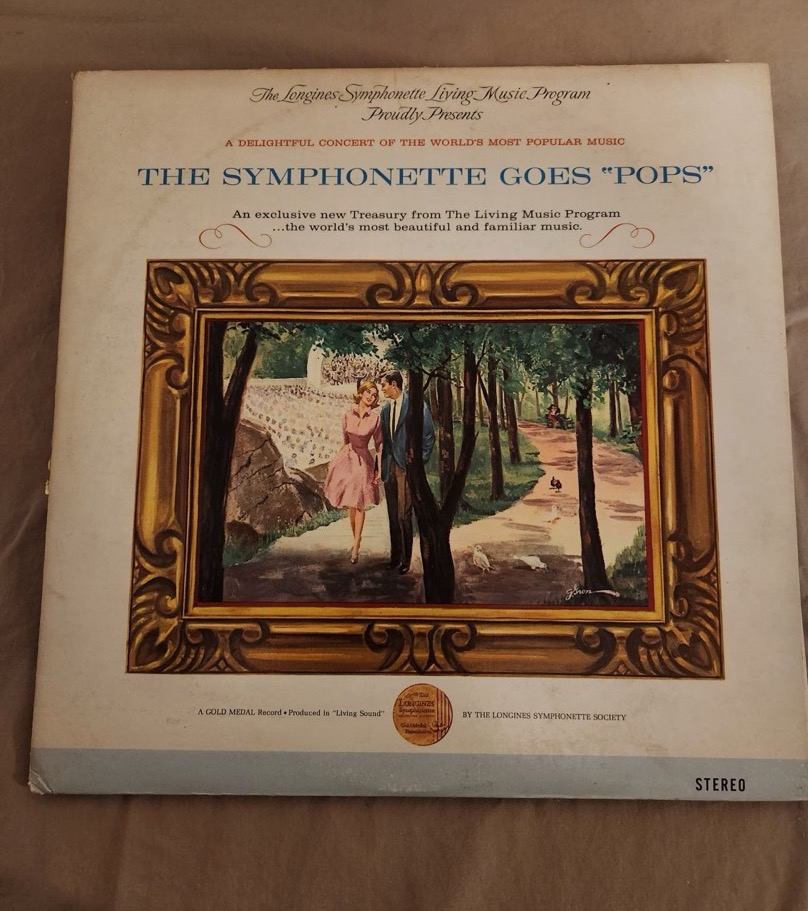 The Longines Symphonette Living Music Program
Proudly Presents
A DELIGHTFUL CONCERT OF THE WORLD'S MOST POPULAR MUSIC
THE SYMPHONETTE GOES “POPS”
An exclusive new Treasury from The Living Music Program
...the world's most beautiful and familiar music.
A GOLD MEDAL Record • Produced in “Living Sound”
LONGINES
Symphonette
BY THE LONGINES SYMPHONETTE SOCIETY
STEREO